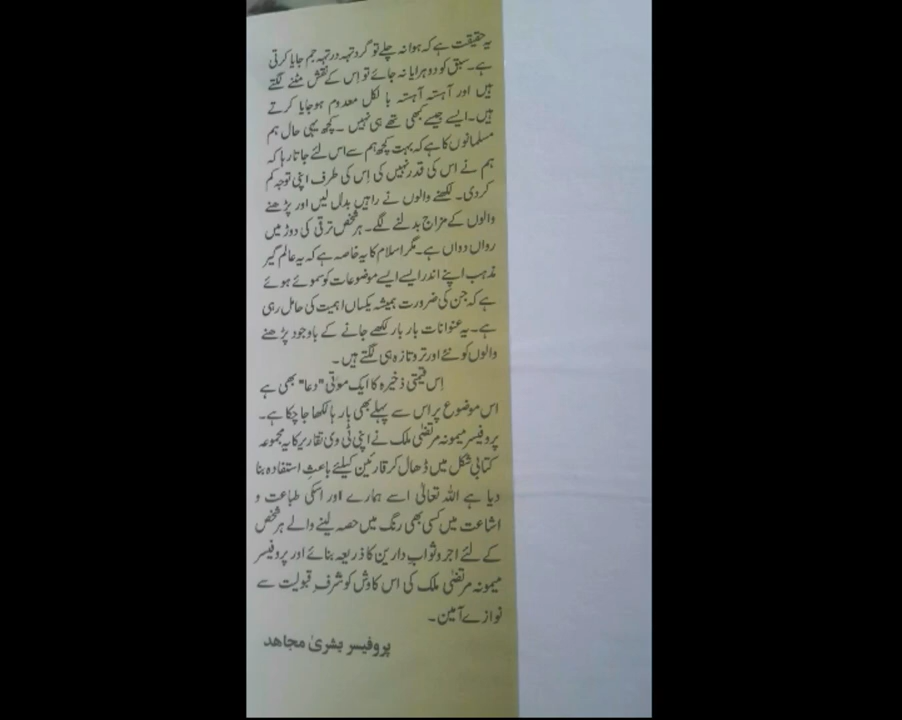 یہ حقیقت ہے کہ ہوا نہ چلے تو گرد تہہ در تہہ جم جایا کرتی
ہے۔ سبق کو دوہرایا نہ جائے تو اِس کے نقش مٹنے لگتے
ہیں اور آہستہ آہستہ بالکل معدوم ہوجایا کرتے
ہیں۔ ایسے جیسے کبھی تھے ہی نہیں ۔ کچھ یہی حال ہم
مسلمانوں کا ہے کہ بہت کچھ ہم سے اس لئے جاتا رہا کہ
ہم نے اس کی قدر نہیں کی اِس کی طرف اپنی توجہ کم
کردی۔ لکھنے والوں نے راہیں بدل لیں اور پڑھنے
والوں کے مزاج بدلنے لگے۔ ہر شخص ترقی کی دوڑ میں
رواں دواں ہے۔ مگر اسلام کا یہ خاصہ ہے کہ یہ عالم گیر
مذہب اپنے اندر ایسے ایسے موضوعات کو سموئے ہوئے
ہے کہ جن کی ضرورت ہمیشہ یکساں اہمیت کی حامل رہی
ہے۔ یہ عنوانات بار بار لکھے جانے کے باوجود پڑھنے
والوں کو نئے اور تروتازہ ہی لگتے ہیں ۔
اِس قیمتی ذخیرہ کا ایک موتی "دعا" بھی ہے
اس موضوع پر اس سے پہلے بھی بارہا لکھا جا چکا ہے۔
پروفیسر میمونہ مرتضیٰ ملک نے اپنی ٹی وی تقاریر کا یہ مجموعہ
کتابی شکل میں ڈھال کر قارئین کیلئے باعثِ استفادہ بنا
دیا ہے اللہ تعالیٰ اسے ہمارے اور اسکی طباعت و
اشاعت میں کسی بھی رنگ میں حصہ لینے والے ہر شخص
کے لئے اجر و ثوابِ دارین کا ذریعہ بنائے اور پروفیسر
میمونہ مرتضیٰ ملک کی اس کاوش کو شرفِ قبولیت سے
نوازے آمین۔
پروفیسر بشریٰ مجاھد